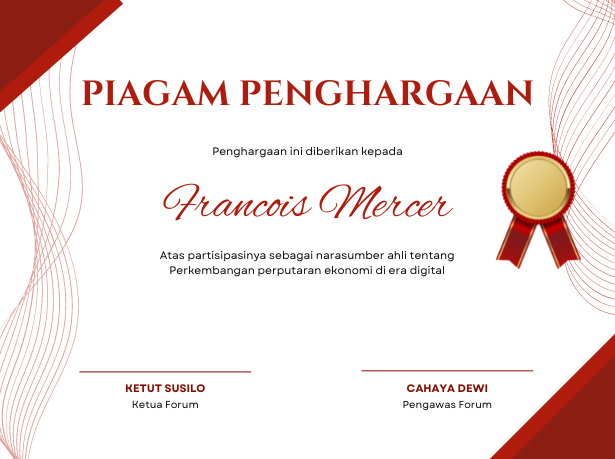 PIAGAM PENGHARGAAN
Penghargaan ini diberikan kepada
Francois Mercer
Atas partisipasinya sebagai narasumber ahli tentang
Perkembangan perputaran ekonomi di era digital
KETUT SUSILO
Ketua Forum
CAHAYA DEWI
Pengawas Forum